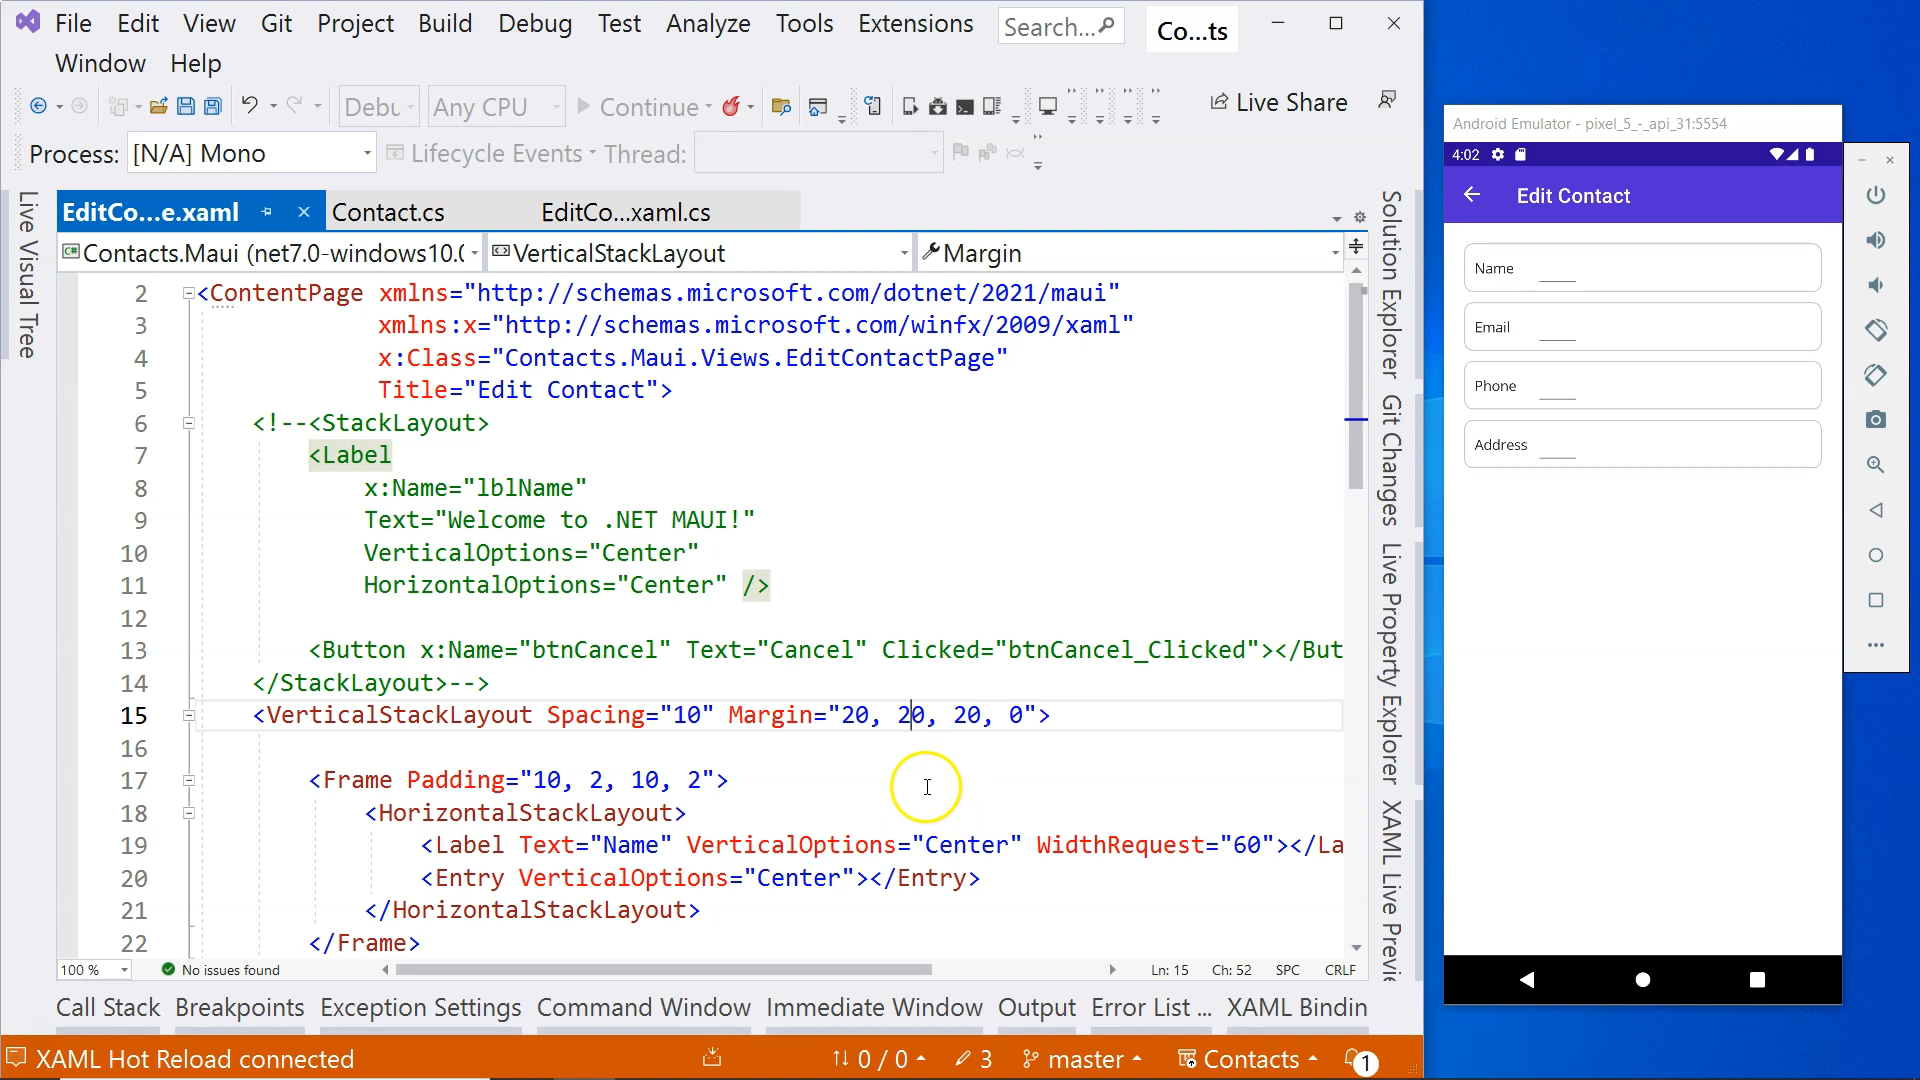 File Edit View Git Project Build Debug Test Analyze Tools Extensions Search... Co...ts
Window Help
Debu Any CPU Continue Live Share
Process: [N/A] Mono Lifecycle Events Thread:
EditCo...e.xaml Contact.cs EditCo...xaml.cs
Contacts.Maui (net7.0-windows10.0 VerticalStackLayout Margin
2 <ContentPage xmlns="http://schemas.microsoft.com/dotnet/2021/maui"
3 xmlns:x="http://schemas.microsoft.com/winfx/2009/xaml"
4 x:Class="Contacts.Maui.Views.EditContactPage"
5 Title="Edit Contact">
6 <!--<StackLayout>
7 <Label
8 x:Name="lblName"
9 Text="Welcome to .NET MAUI!"
10 VerticalOptions="Center"
11 HorizontalOptions="Center" />
12
13 <Button x:Name="btnCancel" Text="Cancel" Clicked="btnCancel_Clicked"></But
14 </StackLayout>-->
15 <VerticalStackLayout Spacing="10" Margin="20, 20, 20, 0">
16
17 <Frame Padding="10, 2, 10, 2">
18 <HorizontalStackLayout>
19 <Label Text="Name" VerticalOptions="Center" WidthRequest="60"></La
20 <Entry VerticalOptions="Center"></Entry>
21 </HorizontalStackLayout>
22 </Frame>
100 % No issues found Ln: 15 Ch: 52 SPC CRLF
Call Stack Breakpoints Exception Settings Command Window Immediate Window Output Error List ... XAML Bindin
XAML Hot Reload connected 0 / 0 3 master Contacts 1
Live Visual Tree
Solution Explorer
Git Changes
Live Property Explorer
XAML Live Previe
Android Emulator - pixel_5_-_api_31:5554
4:02
Edit Contact
Name
Email
Phone
Address